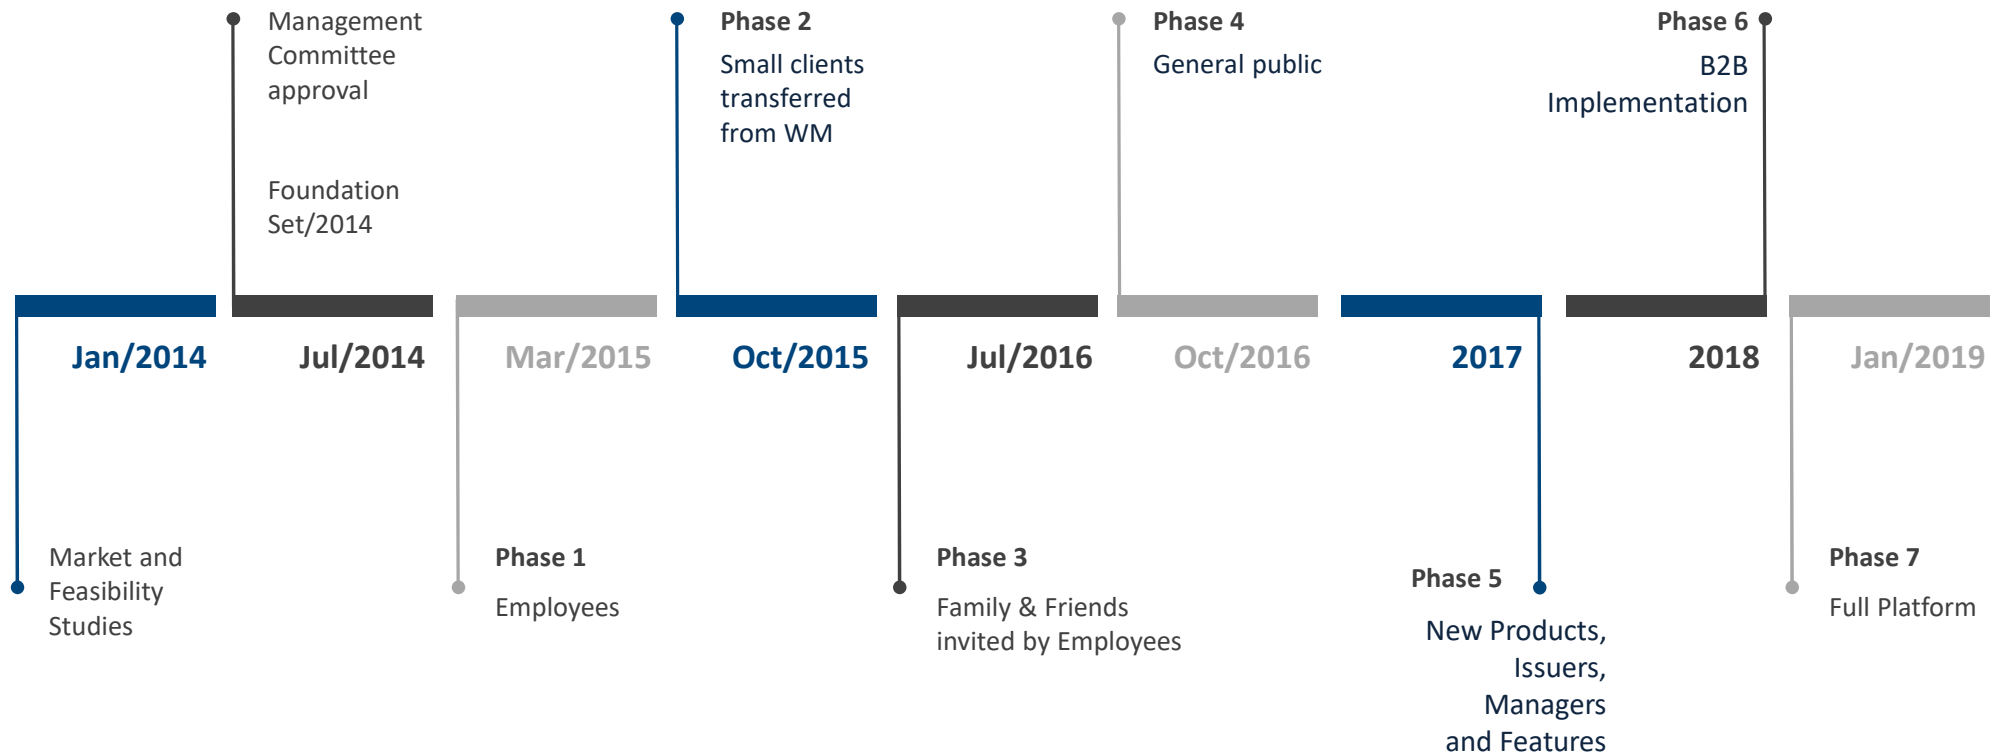 Management
Committee
approval
Foundation
Set/2014
Phase 2
Small clients
transferred
from WM
Phase 4
General public
Phase 6
B2B
Implementation
Jan/2014
Jul/2014
Mar/2015
Oct/2015
Jul/2016
Oct/2016
2017
2018
Jan/2019
Market and
Feasibility
Studies
Phase 1
Employees
Phase 3
Family & Friends
invited by Employees
Phase 5
New Products,
Issuers,
Managers
and Features
Phase 7
Full Platform